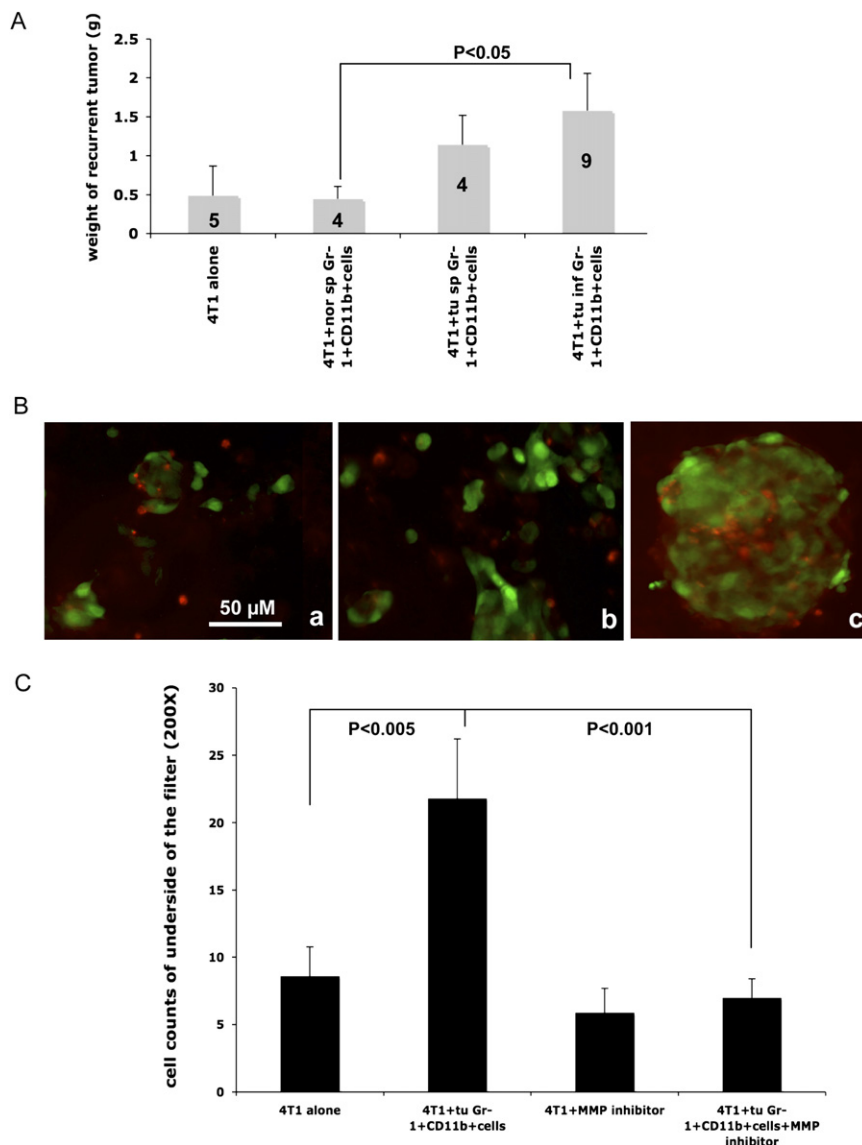 A
weight of recurrent tumor (g)
2.5
2
1.5
1
0.5
0
P<0.05
5
4
4
9
4T1 alone
4T1+nor sp Gr-
1+CD11b+cells
4T1+tu sp Gr-
1+CD11b+cells
4T1+tu inf Gr-
1+CD11b+cells
B
50 µM
a
b
c
C
cell counts of underside of the filter (200X)
30
25
20
15
10
5
0
P<0.005
P<0.001
4T1 alone
4T1+tu Gr-
1+CD11b+cells
4T1+MMP inhibitor
4T1+tu Gr-
1+CD11b+cells+MMP
inhibitor